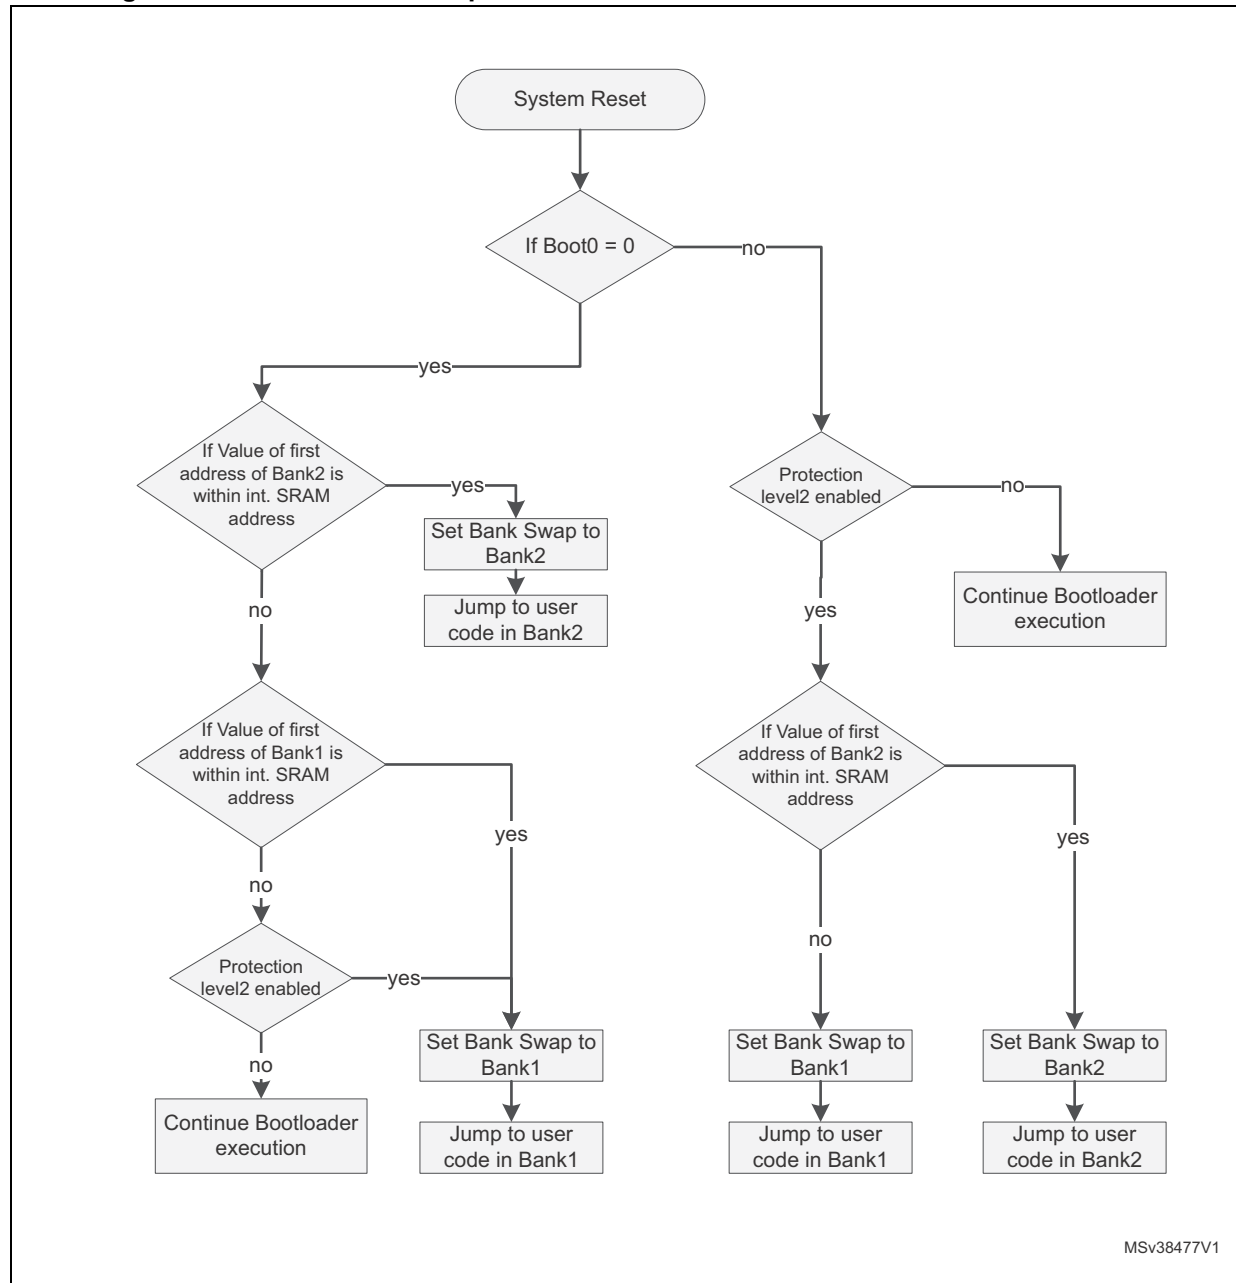 System Reset
If Boot0 = 0
no
yes
If Value of first
address of Bank2 is
within int. SRAM
address
yes
Set Bank Swap to
Bank2
Jump to user
code in Bank2
no
Protection
level2 enabled
no
Continue Bootloader
execution
yes
If Value of first
address of Bank1 is
within int. SRAM
address
yes
no
Protection
level2 enabled
yes
no
Continue Bootloader
execution
Set Bank Swap to
Bank1
Jump to user
code in Bank1
If Value of first
address of Bank2 is
within int. SRAM
address
yes
no
Set Bank Swap to
Bank1
Jump to user
code in Bank1
Set Bank Swap to
Bank2
Jump to user
code in Bank2
MSv38477V1